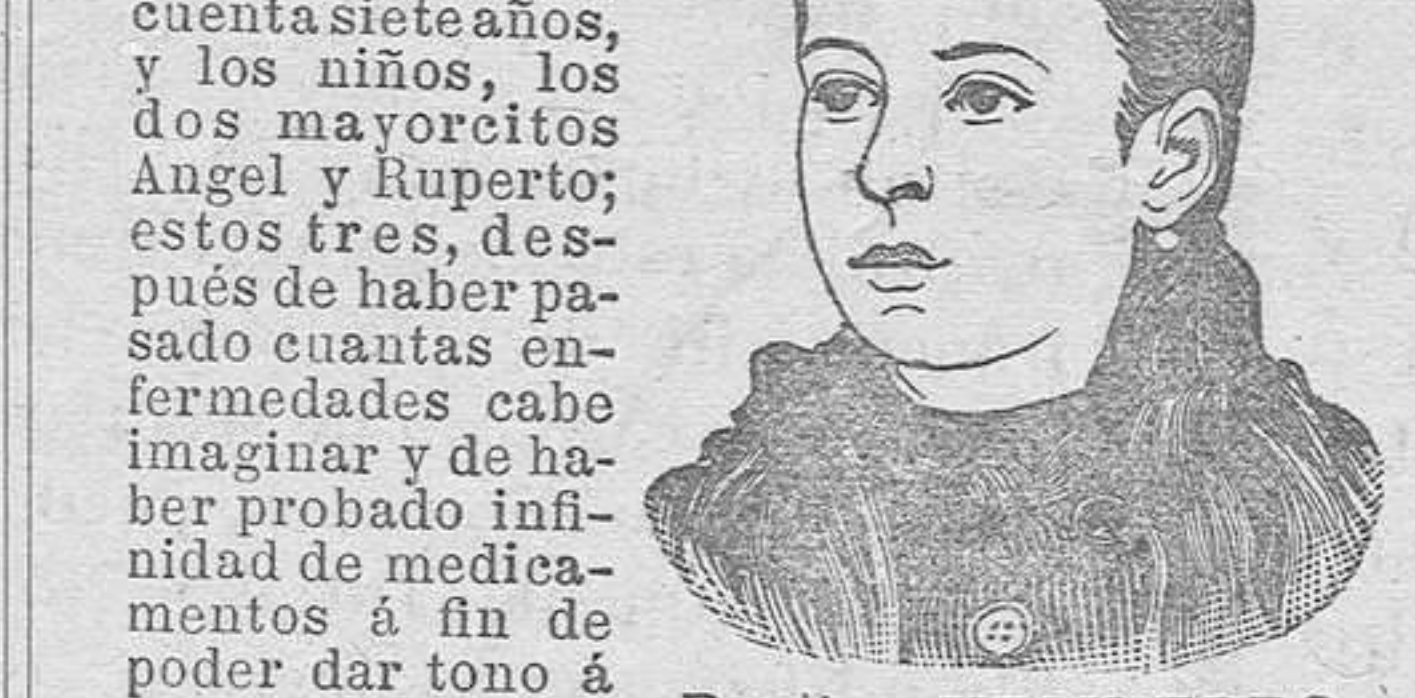 cuenta siete años,
y los niños, los
dos mayorcitos
Angel y Ruperto;
estos tres, des-
pués de haber pa-
sado cuantas en-
fermedades cabe
imaginar y de ha-
ber probado infi-
nidad de medica-
mentos á fin de
poder dar tono á